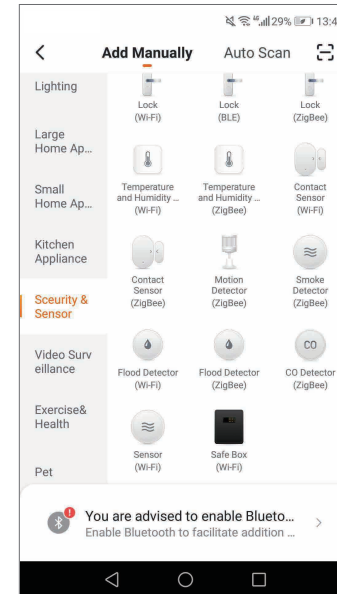 29% 13:4
Add Manually Auto Scan
Lighting
Large
Home Ap...
Small
Home Ap...
Kitchen
Appliance
Sceurity &
Sensor
Video Surv
eillance
Exercise&
Health
Pet
Lock
(Wi-Fi)
Lock
(BLE)
Lock
(ZigBee)
Temperature
and Humidity ...
(Wi-Fi)
Temperature
and Humidity ...
(ZigBee)
Contact
Sensor
(Wi-Fi)
Contact
Sensor
(ZigBee)
Motion
Detector
(ZigBee)
Smoke
Detector
(ZigBee)
Flood Detector
(Wi-Fi)
Flood Detector
(ZigBee)
CO
CO Detector
(ZigBee)
Sensor
(Wi-Fi)
Safe Box
(Wi-Fi)
You are advised to enable Blueto...
Enable Bluetooth to facilitate addition ...